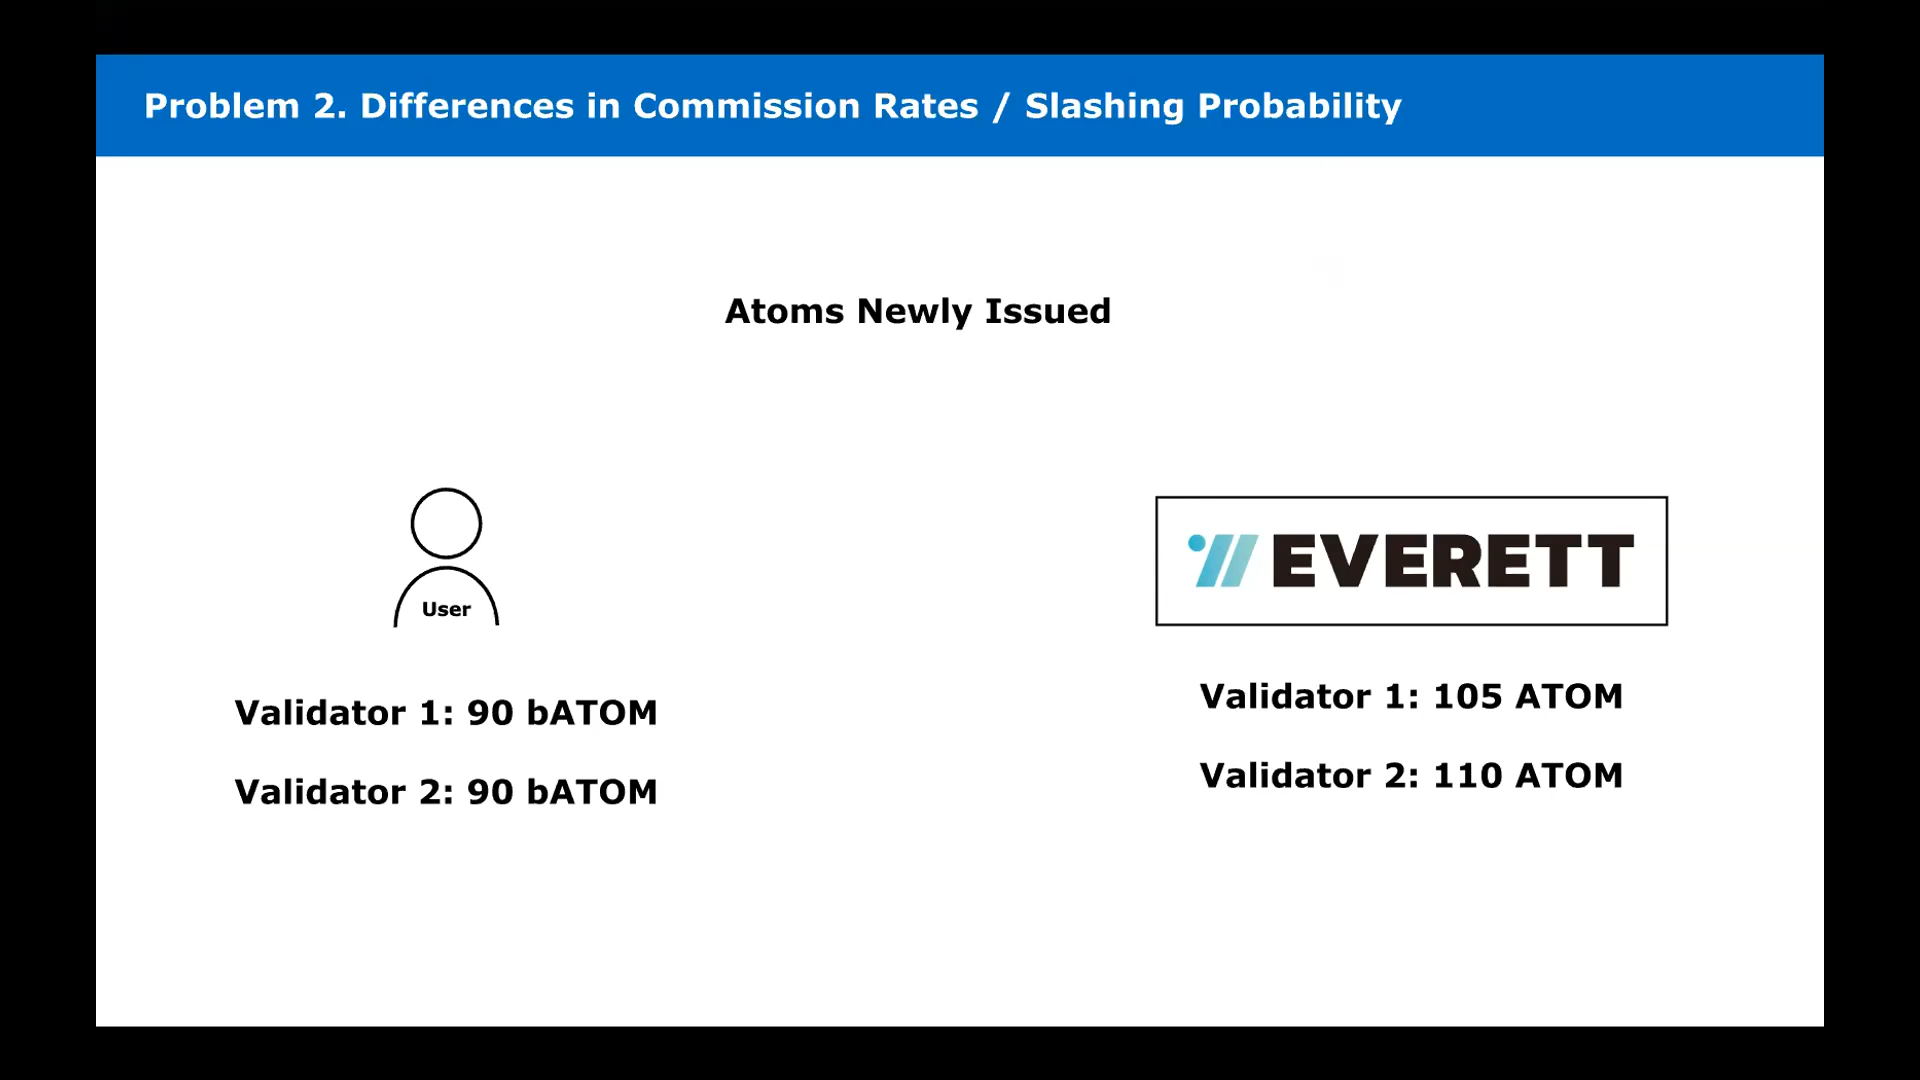 Problem 2. Differences in Commission Rates / Slashing Probability
Atoms Newly Issued
User
Validator 1: 90 bATOM
Validator 2: 90 bATOM
EVERETT
Validator 1: 105 ATOM
Validator 2: 110 ATOM